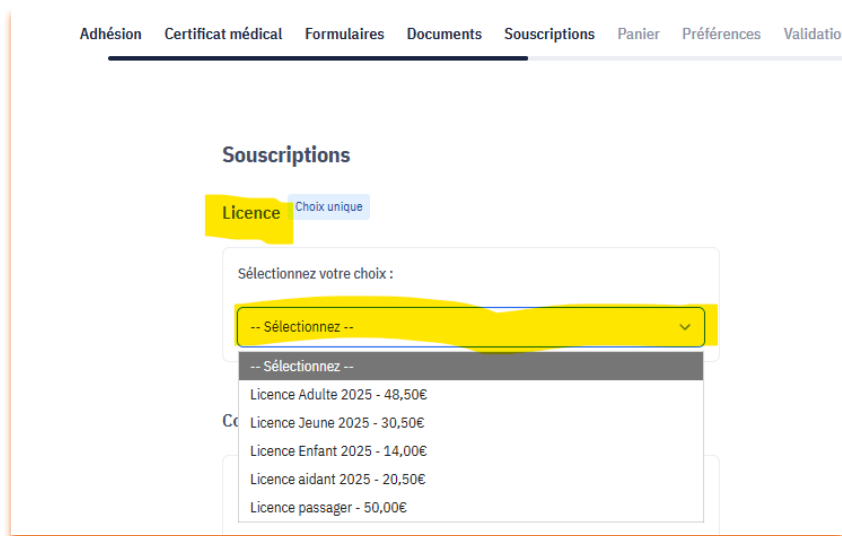 Adhésion Certificat médical Formulaires Documents Souscriptions Panier Préférences Validatio
Souscriptions
Licence Choix unique
Sélectionnez votre choix :
-- Sélectionnez --
-- Sélectionnez --
Licence Adulte 2025 - 48,50€
Licence Jeune 2025 - 30,50€
Licence Enfant 2025 - 14,00€
Licence aidant 2025 - 20,50€
Licence passager - 50,00€